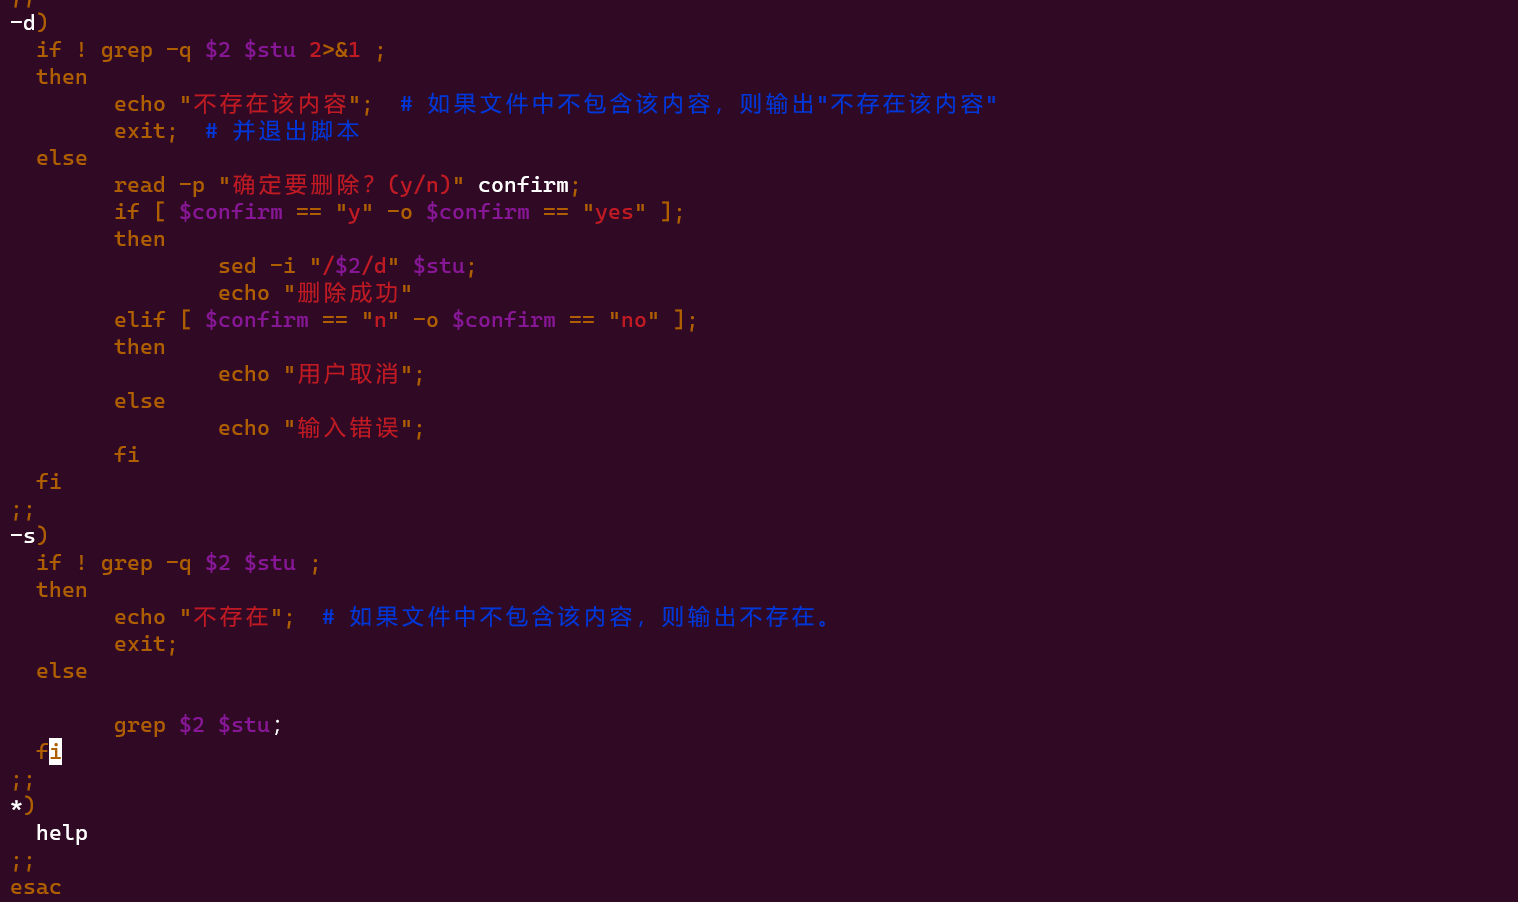 ;;
-d)
if ! grep -q $2 $stu 2>&1 ;
then
echo "不存在该内容"; # 如果文件中不包含该内容，则输出"不存在该内容"
exit; # 并退出脚本
else
read -p "确定要删除？(y/n)" confirm;
if [ $confirm == "y" -o $confirm == "yes" ];
then
sed -i "/$2/d" $stu;
echo "删除成功"
elif [ $confirm == "n" -o $confirm == "no" ];
then
echo "用户取消";
else
echo "输入错误";
fi
fi
;;
-s)
if ! grep -q $2 $stu ;
then
echo "不存在"; # 如果文件中不包含该内容，则输出不存在。
exit;
else
grep $2 $stu;
fi
;;
*)
help
;;
esac